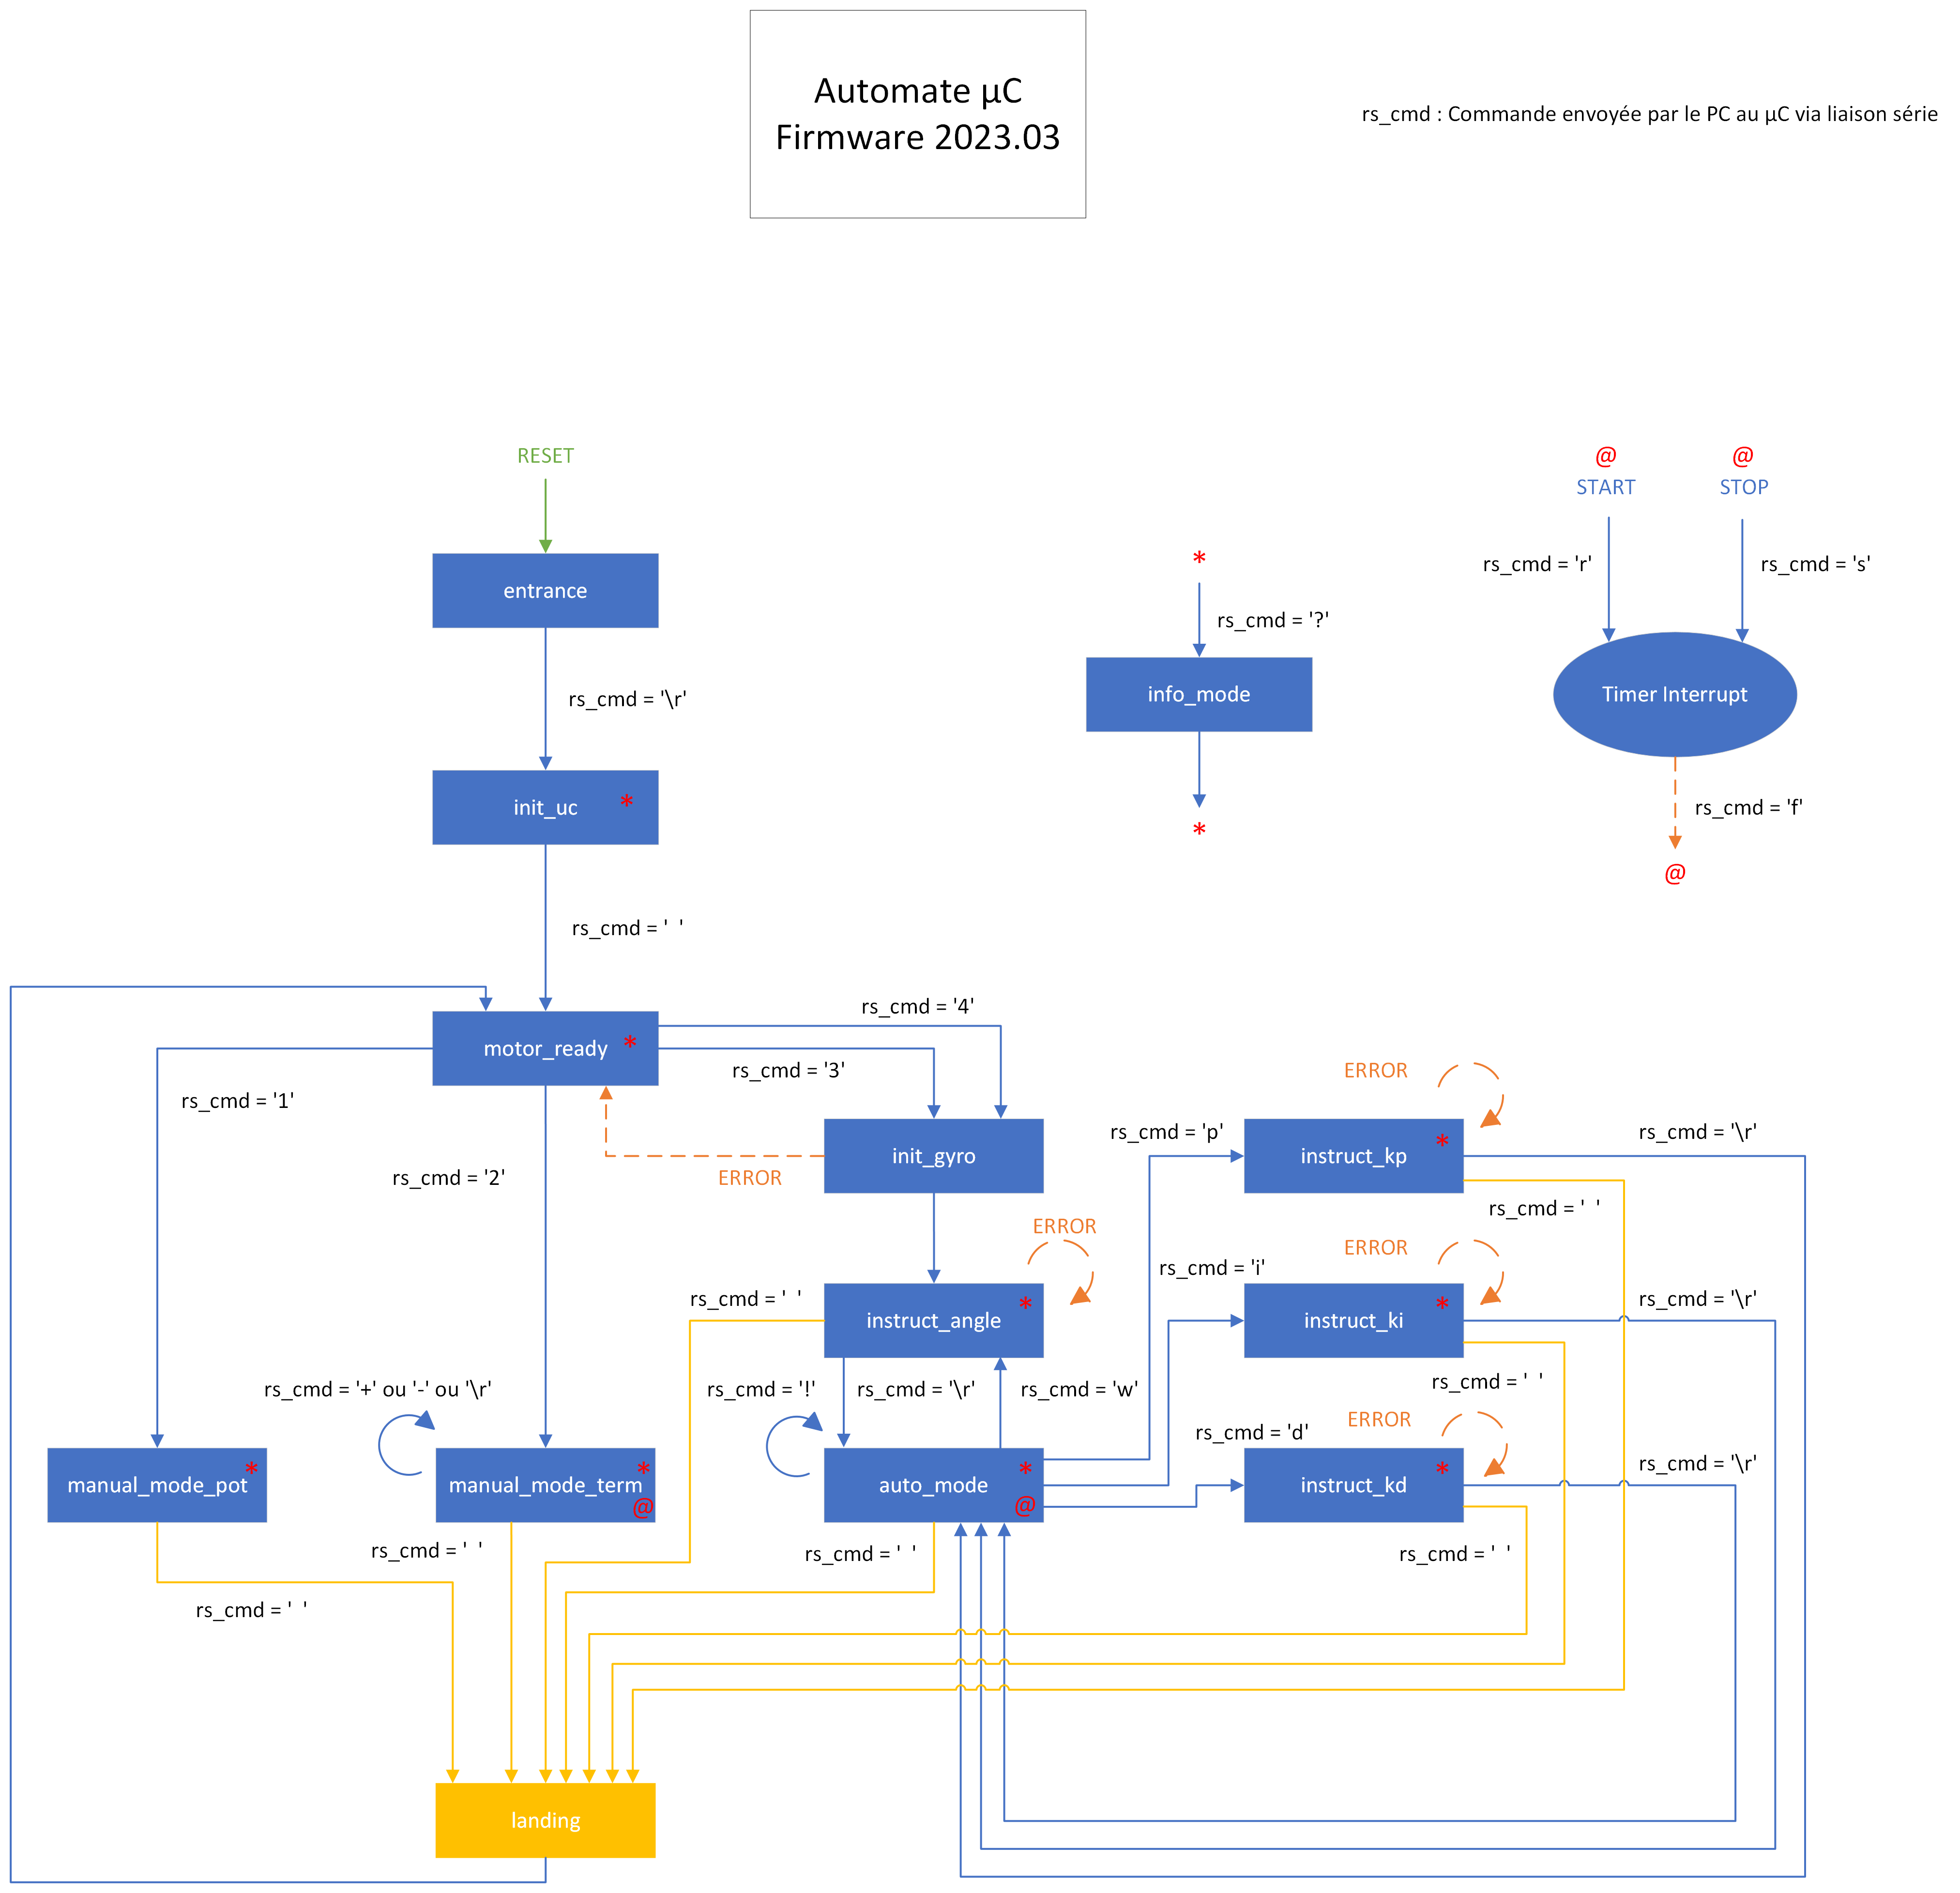 Automate µC
Firmware 2023.03
rs_cmd : Commande envoyée par le PC au µC via liaison série
RESET
@
START
@
STOP
entrance
*
rs_cmd = 'r'
rs_cmd = 's'
rs_cmd = '?'
rs_cmd = '\r'
info_mode
Timer Interrupt
init_uc *
*
rs_cmd = 'f'
@
rs_cmd = ' '
rs_cmd = '4'
motor_ready *
rs_cmd = '3'
rs_cmd = '1'
rs_cmd = '2'
ERROR
init_gyro
ERROR
rs_cmd = 'p'
instruct_kp *
rs_cmd = '\r'
rs_cmd = ' '
ERROR
ERROR
rs_cmd = 'i'
rs_cmd = ' '
instruct_angle *
instruct_ki *
rs_cmd = '\r'
rs_cmd = '+' ou '-' ou '\r'
rs_cmd = '!'
rs_cmd = '\r'
rs_cmd = 'w'
rs_cmd = ' '
ERROR
rs_cmd = 'd'
manual_mode_pot *
manual_mode_term *
@
auto_mode *
@
instruct_kd *
rs_cmd = '\r'
rs_cmd = ' '
rs_cmd = ' '
rs_cmd = ' '
rs_cmd = ' '
landing